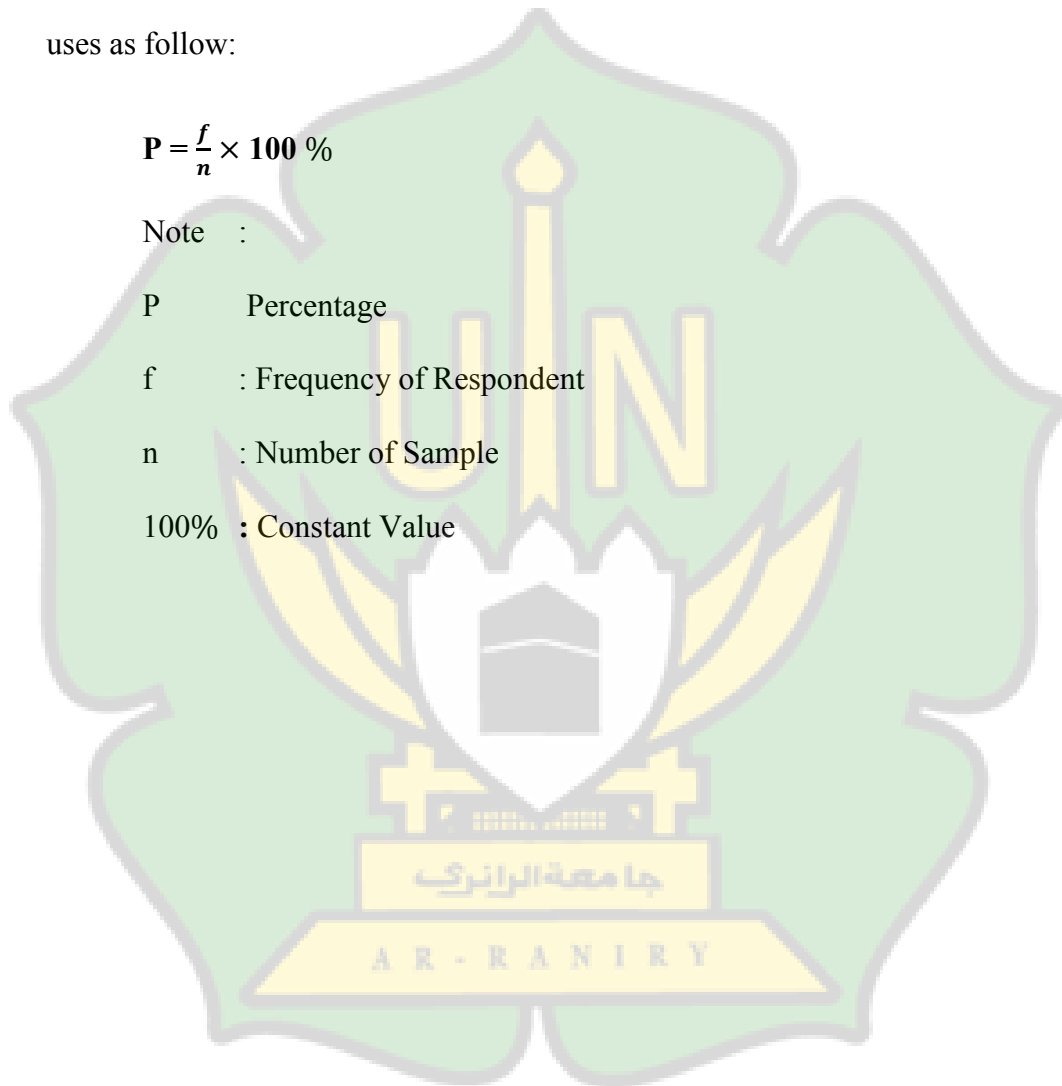 uses as follow:
P = f/n × 100 %
Note :
P Percentage
f : Frequency of Respondent
n : Number of Sample
100% : Constant Value
UIN
جامعة الرانري
AR-RANIRY